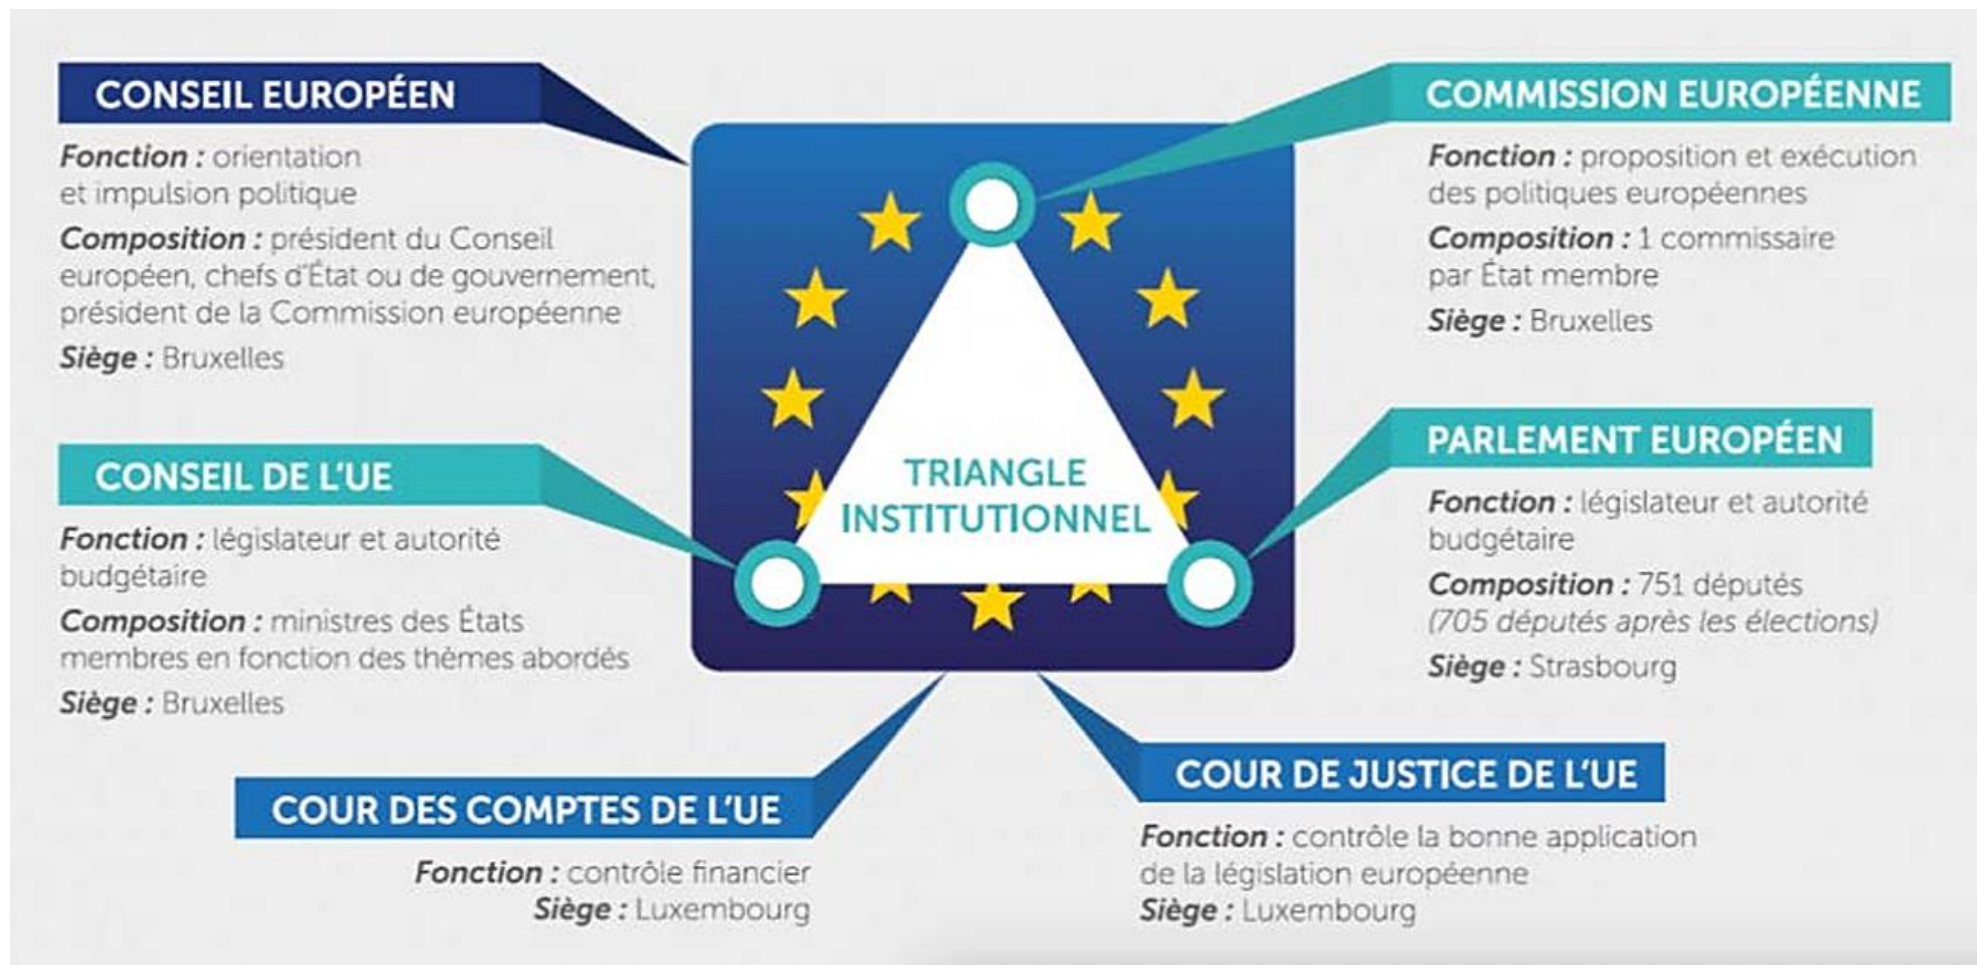 CONSEIL EUROPÉEN
Fonction : orientation
et impulsion politique
Composition : président du Conseil
européen, chefs d'État ou de gouvernement,
président de la Commission européenne
Siège : Bruxelles
COMMISSION EUROPÉENNE
Fonction : proposition et exécution
des politiques européennes
Composition : 1 commissaire
par État membre
Siège : Bruxelles
CONSEIL DE L'UE
Fonction : législateur et autorité
budgétaire
Composition : ministres des États
membres en fonction des thèmes abordés
Siège : Bruxelles
TRIANGLE
INSTITUTIONNEL
PARLEMENT EUROPÉEN
Fonction : législateur et autorité
budgétaire
Composition : 751 députés
(705 députés après les élections)
Siège : Strasbourg
COUR DES COMPTES DE L'UE
Fonction : contrôle financier
Siège : Luxembourg
COUR DE JUSTICE DE L'UE
Fonction : contrôle la bonne application
de la législation européenne
Siège : Luxembourg